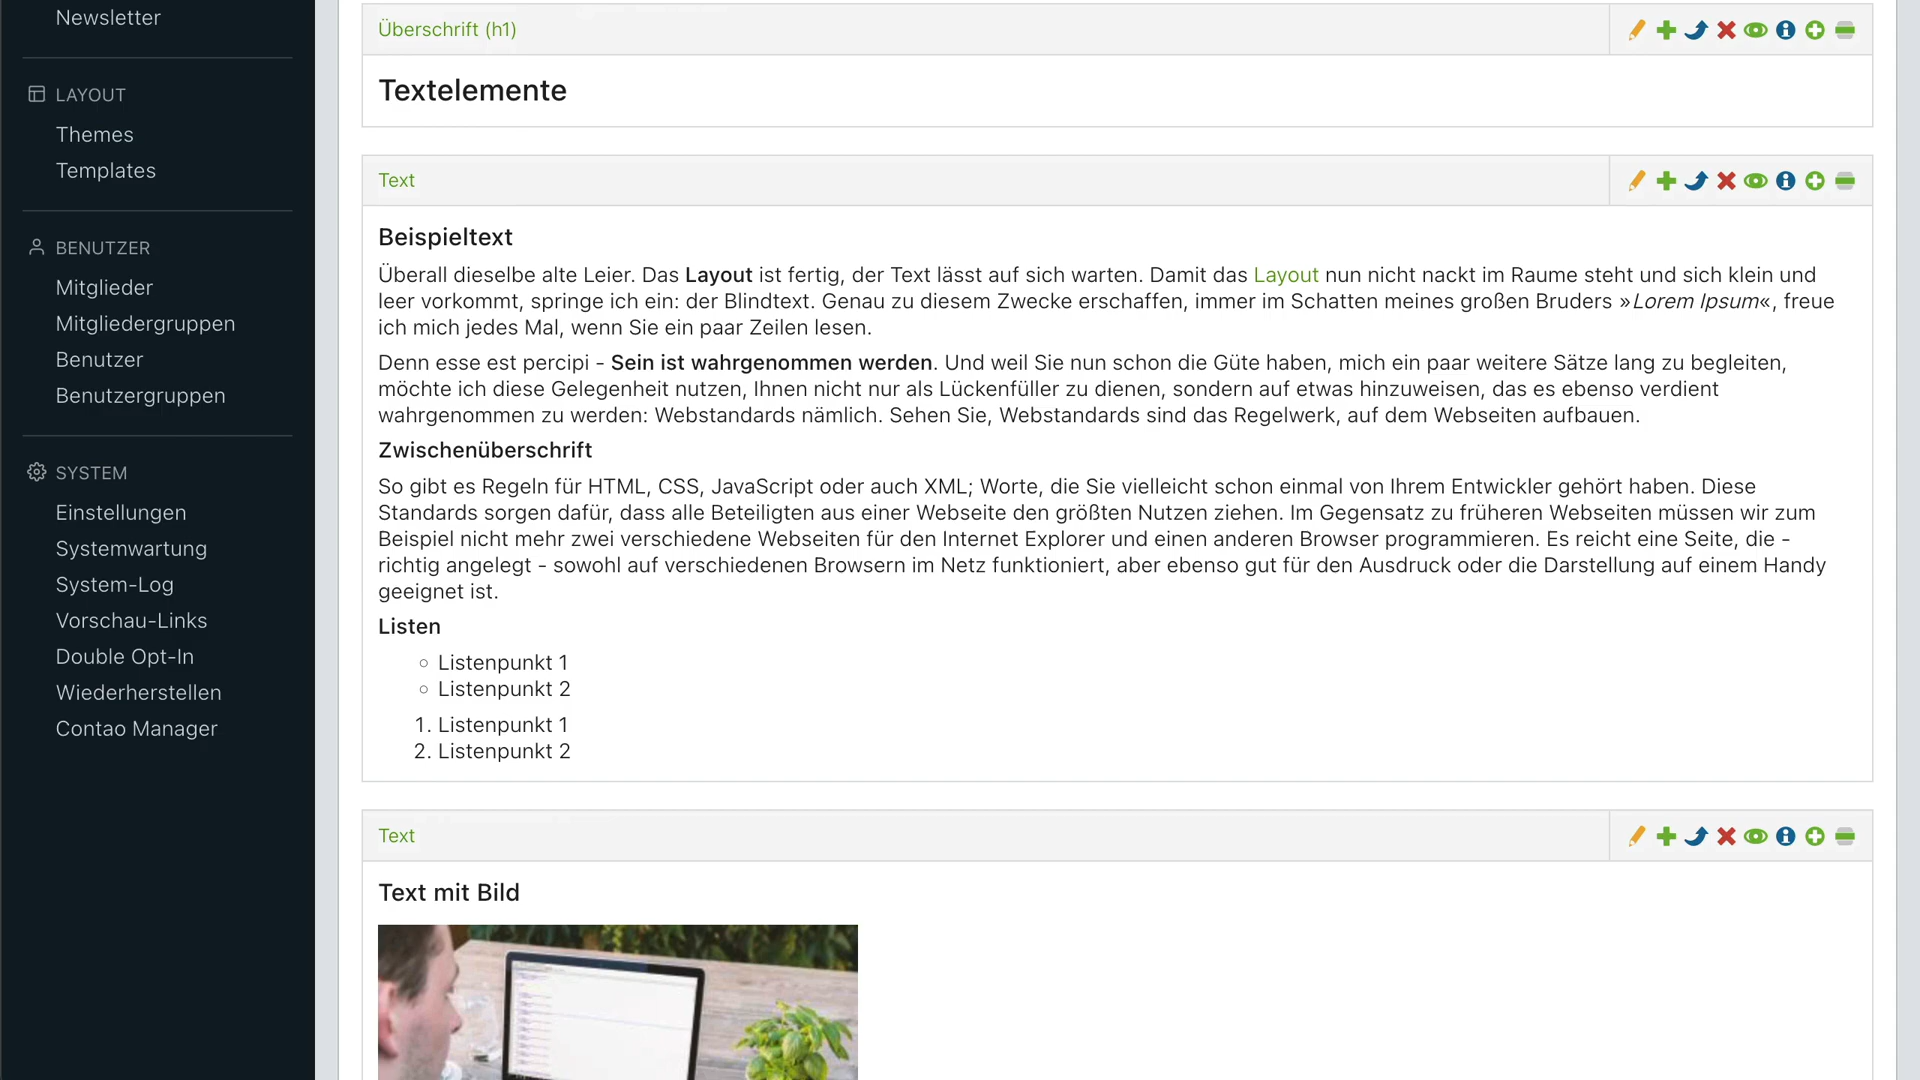 Newsletter
LAYOUT
Themes
Templates
BENUTZER
Mitglieder
Mitgliedergruppen
Benutzer
Benutzergruppen
SYSTEM
Einstellungen
Systemwartung
System-Log
Vorschau-Links
Double Opt-In
Wiederherstellen
Contao Manager
Überschrift (h1)
Textelemente
Text
Beispieltext
Überall dieselbe alte Leier. Das Layout ist fertig, der Text lässt auf sich warten. Damit das Layout nun nicht nackt im Raume steht und sich klein und
leer vorkommt, springe ich ein: der Blindtext. Genau zu diesem Zwecke erschaffen, immer im Schatten meines großen Bruders »Lorem Ipsum«, freue
ich mich jedes Mal, wenn Sie ein paar Zeilen lesen.
Denn esse est percipi - Sein ist wahrgenommen werden. Und weil Sie nun schon die Güte haben, mich ein paar weitere Sätze lang zu begleiten,
möchte ich diese Gelegenheit nutzen, Ihnen nicht nur als Lückenfüller zu dienen, sondern auf etwas hinzuweisen, das es ebenso verdient
wahrgenommen zu werden: Webstandards nämlich. Sehen Sie, Webstandards sind das Regelwerk, auf dem Webseiten aufbauen.
Zwischenüberschrift
So gibt es Regeln für HTML, CSS, JavaScript oder auch XML; Worte, die Sie vielleicht schon einmal von Ihrem Entwickler gehört haben. Diese
Standards sorgen dafür, dass alle Beteiligten aus einer Webseite den größten Nutzen ziehen. Im Gegensatz zu früheren Webseiten müssen wir zum
Beispiel nicht mehr zwei verschiedene Webseiten für den Internet Explorer und einen anderen Browser programmieren. Es reicht eine Seite, die -
richtig angelegt - sowohl auf verschiedenen Browsern im Netz funktioniert, aber ebenso gut für den Ausdruck oder die Darstellung auf einem Handy
geeignet ist.
Listen
Listenpunkt 1
Listenpunkt 2
1. Listenpunkt 1
2. Listenpunkt 2
Text
Text mit Bild